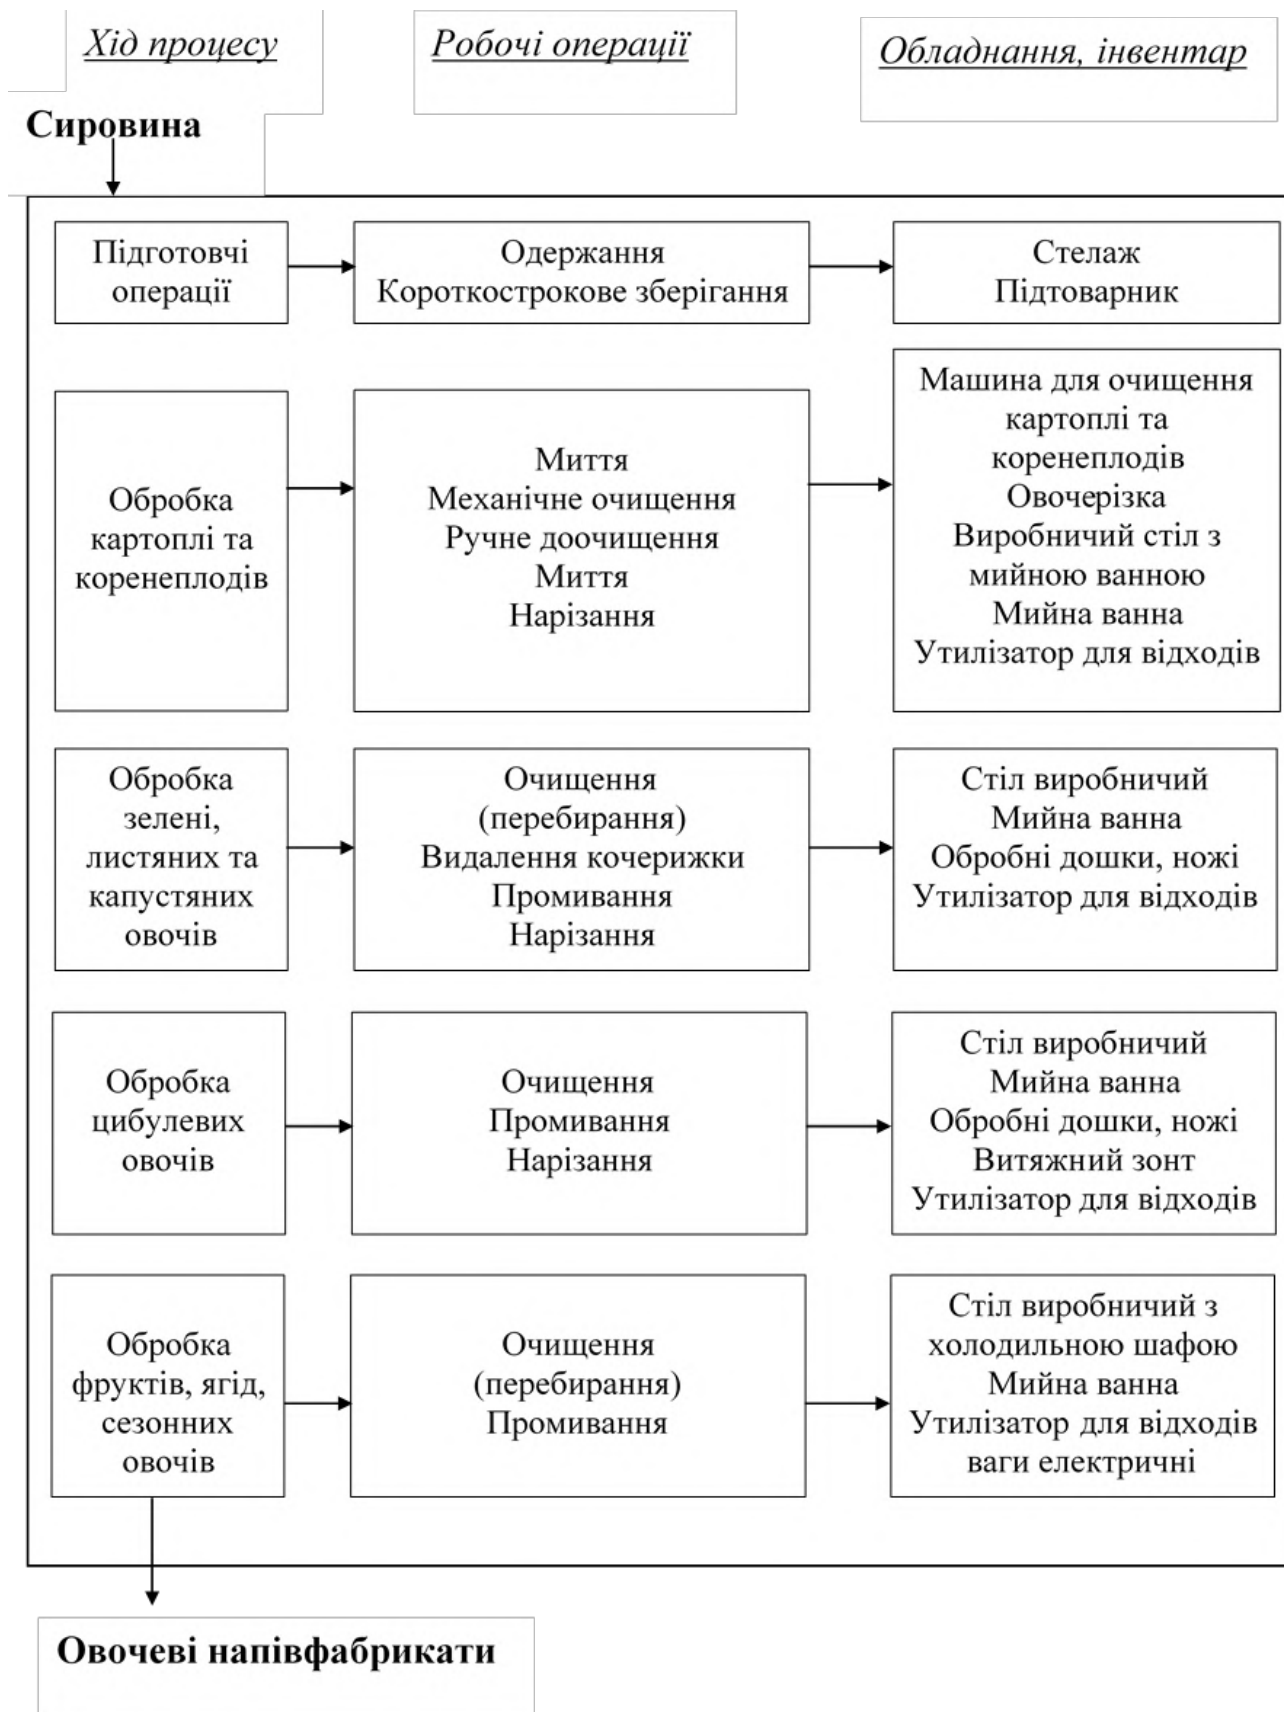 Хід процесу
Робочі операції
Обладнання, інвентар
Сировина
Підготовчі
операції
Одержання
Короткострокове зберігання
Стелаж
Підтоварник
Обробка
картоплі та
коренеплодів
Миття
Механічне очищення
Ручне доочищення
Миття
Нарізання
Машина для очищення
картоплі та
коренеплодів
Овочерізка
Виробничий стіл з
мийною ванною
Мийна ванна
Утилізатор для відходів
Обробка
зелені,
листяних та
капустяних
овочів
Очищення
(перебирання)
Видалення кочерижки
Промивання
Нарізання
Стіл виробничий
Мийна ванна
Обробні дошки, ножі
Утилізатор для відходів
Обробка
цибулевих
овочів
Очищення
Промивання
Нарізання
Стіл виробничий
Мийна ванна
Обробні дошки, ножі
Витяжний зонт
Утилізатор для відходів
Обробка
фруктів, ягід,
сезонних
овочів
Очищення
(перебирання)
Промивання
Стіл виробничий з
холодильною шафою
Мийна ванна
Утилізатор для відходів
ваги електричні
Овочеві напівфабрикати